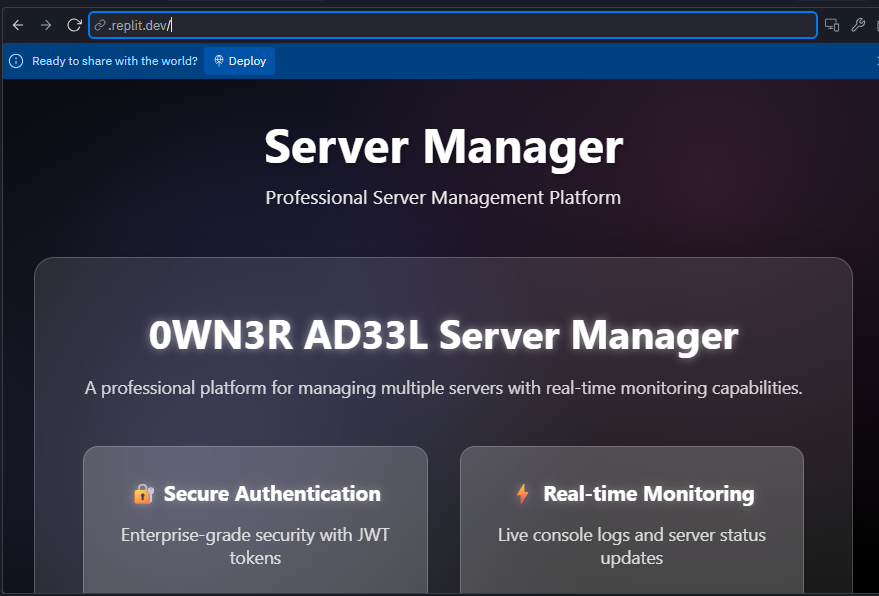 .replit.dev/
Ready to share with the world? Deploy
Server Manager
Professional Server Management Platform
0WN3R AD33L Server Manager
A professional platform for managing multiple servers with real-time monitoring capabilities.
🔐 Secure Authentication
Enterprise-grade security with JWT
tokens
⚡ Real-time Monitoring
Live console logs and server status
updates